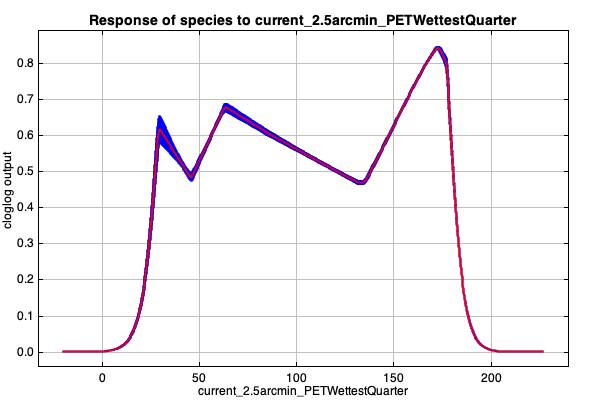 Response of species to current_2.5arcmin_PETWettestQuarter
cloglog output
0.8
0.7
0.6
0.5
0.4
0.3
0.2
0.1
0.0
0 50 100 150 200
current_2.5arcmin_PETWettestQuarter